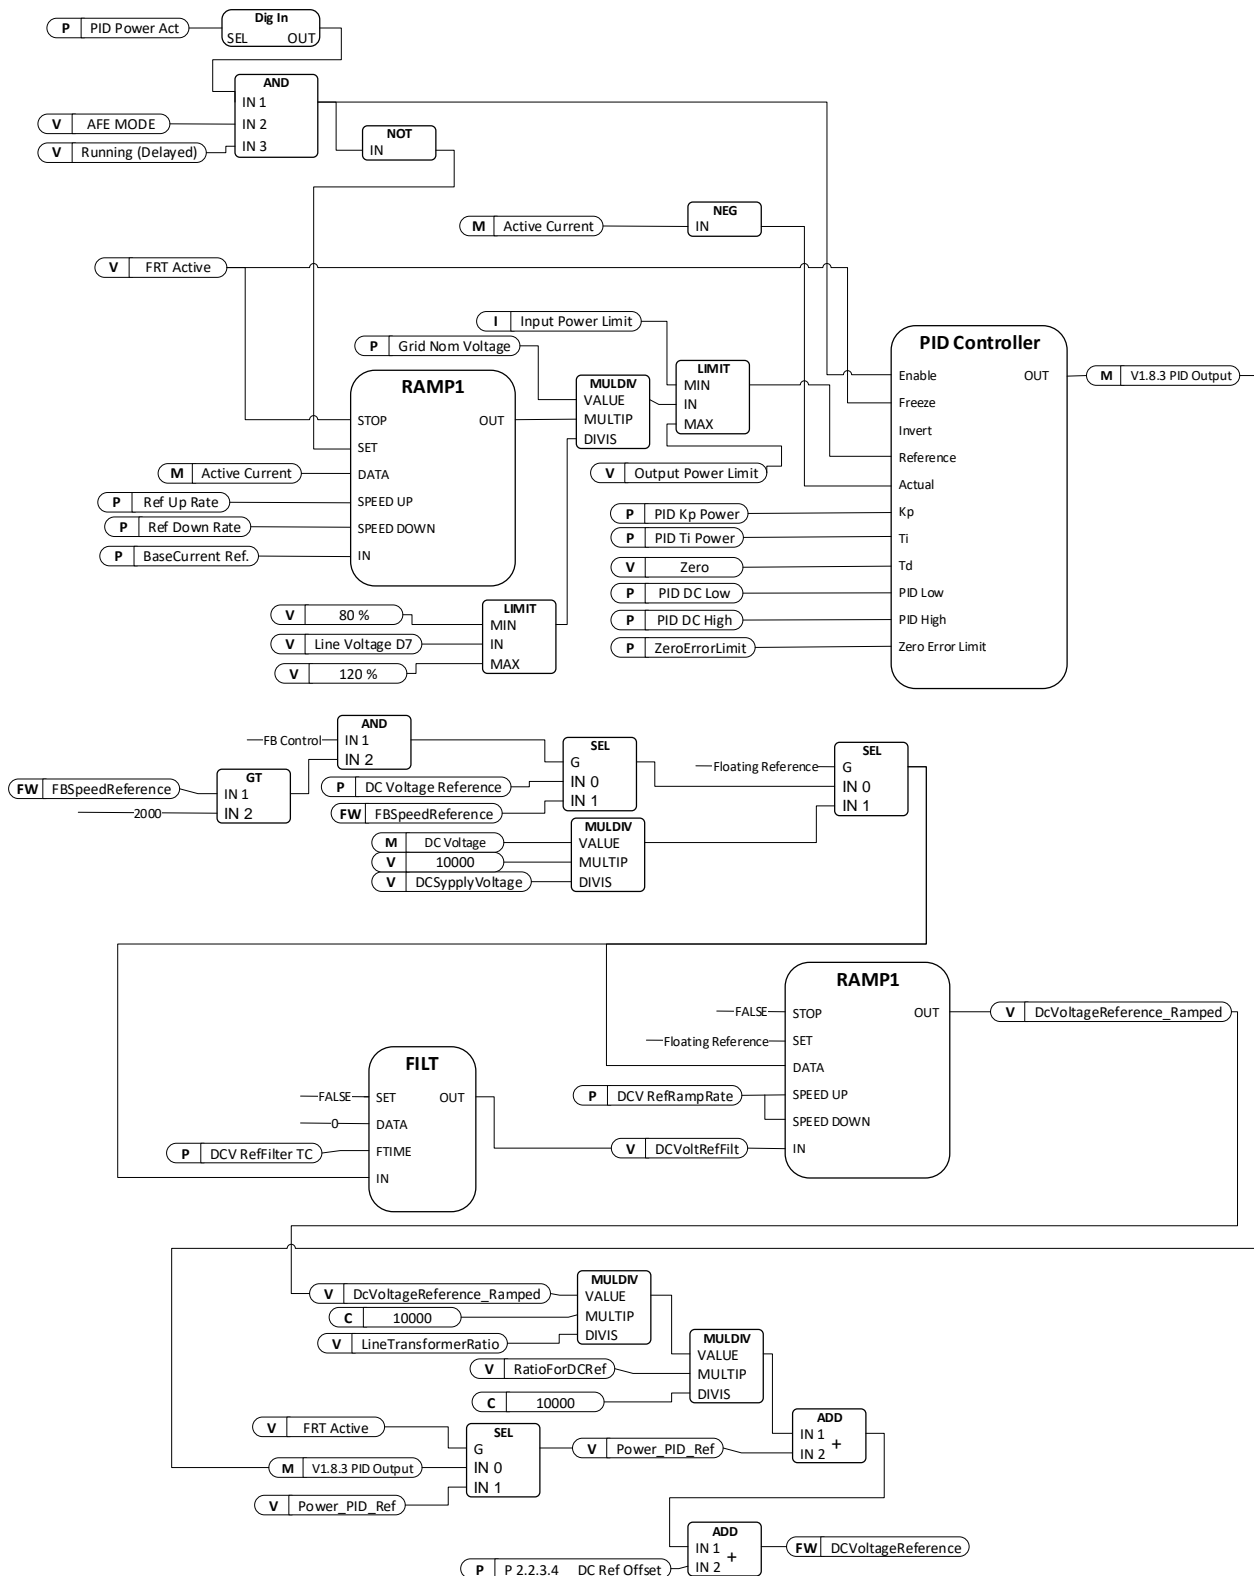 Dig In
P PID Power Act
SEL OUT
AND
IN 1
V AFE MODE
IN 2
V Running (Delayed)
IN 3
NOT
IN
NEG
M Active Current
IN
V FRT Active
I Input Power Limit
P Grid Nom Voltage
RAMP1
STOP OUT
SET
M Active Current
DATA
P Ref Up Rate
SPEED UP
P Ref Down Rate
SPEED DOWN
P BaseCurrent Ref.
IN
MULDIV
VALUE
MULTIP
DIVIS
LIMIT
MIN
IN
MAX
V Output Power Limit
PID Controller
Enable OUT
M V1.8.3 PID Output
Freeze
Invert
Reference
Actual
P PID Kp Power
Kp
P PID Ti Power
Ti
V Zero
Td
P PID DC Low
PID Low
P PID DC High
PID High
P ZeroErrorLimit
Zero Error Limit
LIMIT
V 80 %
MIN
V Line Voltage D7
IN
V 120 %
MAX
AND
FB Control
IN 1
IN 2
GT
FW FBSpeedReference
IN 1
2000
IN 2
SEL
G
P DC Voltage Reference
IN 0
FW FBSpeedReference
IN 1
MULDIV
M DC Voltage
VALUE
V 10000
MULTIP
V DCSypplyVoltage
DIVIS
SEL
Floating Reference
G
IN 0
IN 1
RAMP1
FALSE
STOP OUT
V DcVoltageReference_Ramped
Floating Reference
SET
DATA
P DCV RefRampRate
SPEED UP
SPEED DOWN
V DCVoltRefFilt
IN
FILT
FALSE
SET OUT
0
DATA
P DCV RefFilter TC
FTIME
IN
MULDIV
V DcVoltageReference_Ramped
VALUE
C 10000
MULTIP
V LineTransformerRatio
DIVIS
MULDIV
VALUE
V RatioForDCRef
MULTIP
C 10000
DIVIS
SEL
V FRT Active
G
M V1.8.3 PID Output
IN 0
V Power_PID_Ref
IN 1
V Power_PID_Ref
ADD
IN 1
IN 2 +
ADD
IN 1
P P 2.2.3.4 DC Ref Offset
IN 2 +
FW DCVoltageReference